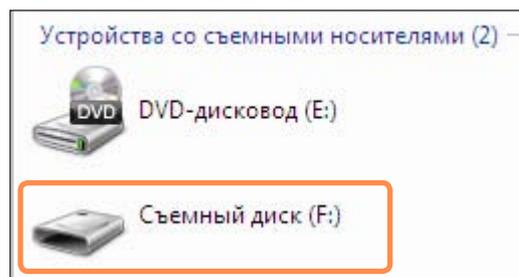 Устройства со съемными носителями (2)
DVD
DVD-дисковод (E:)
Съемный диск (F:)